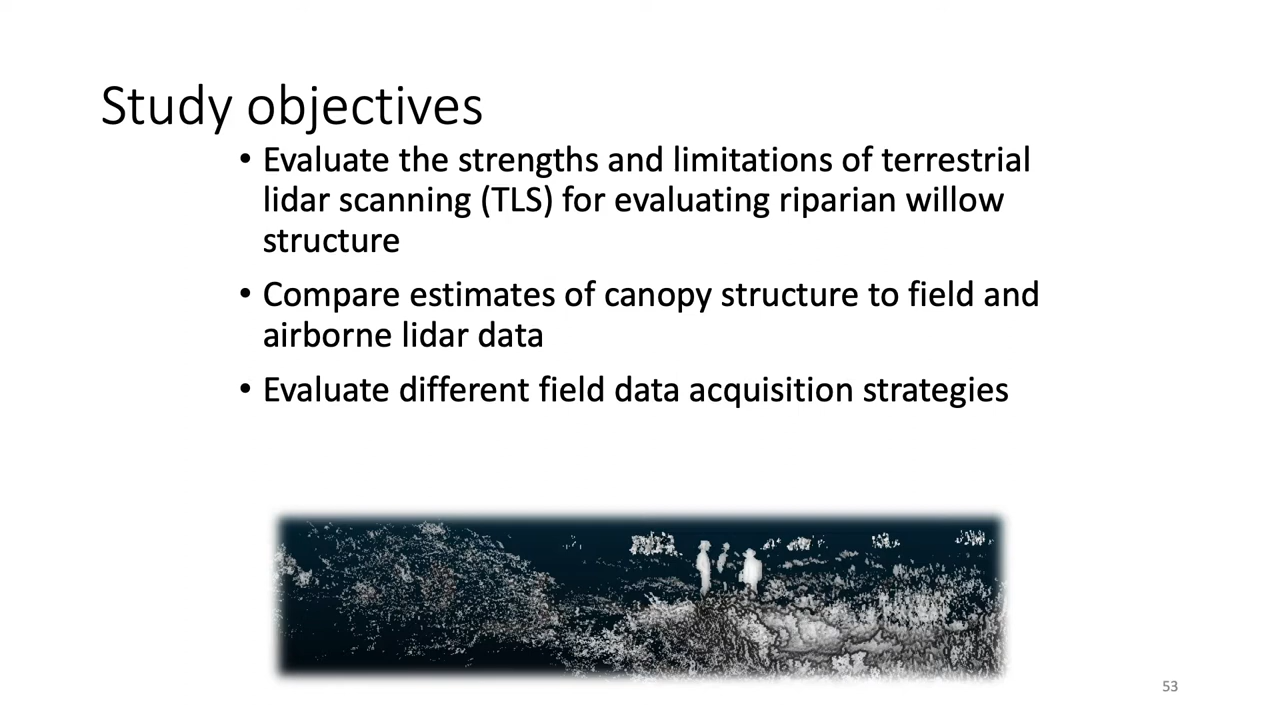 Study objectives
• Evaluate the strengths and limitations of terrestrial
lidar scanning (TLS) for evaluating riparian willow
structure
• Compare estimates of canopy structure to field and
airborne lidar data
• Evaluate different field data acquisition strategies
53